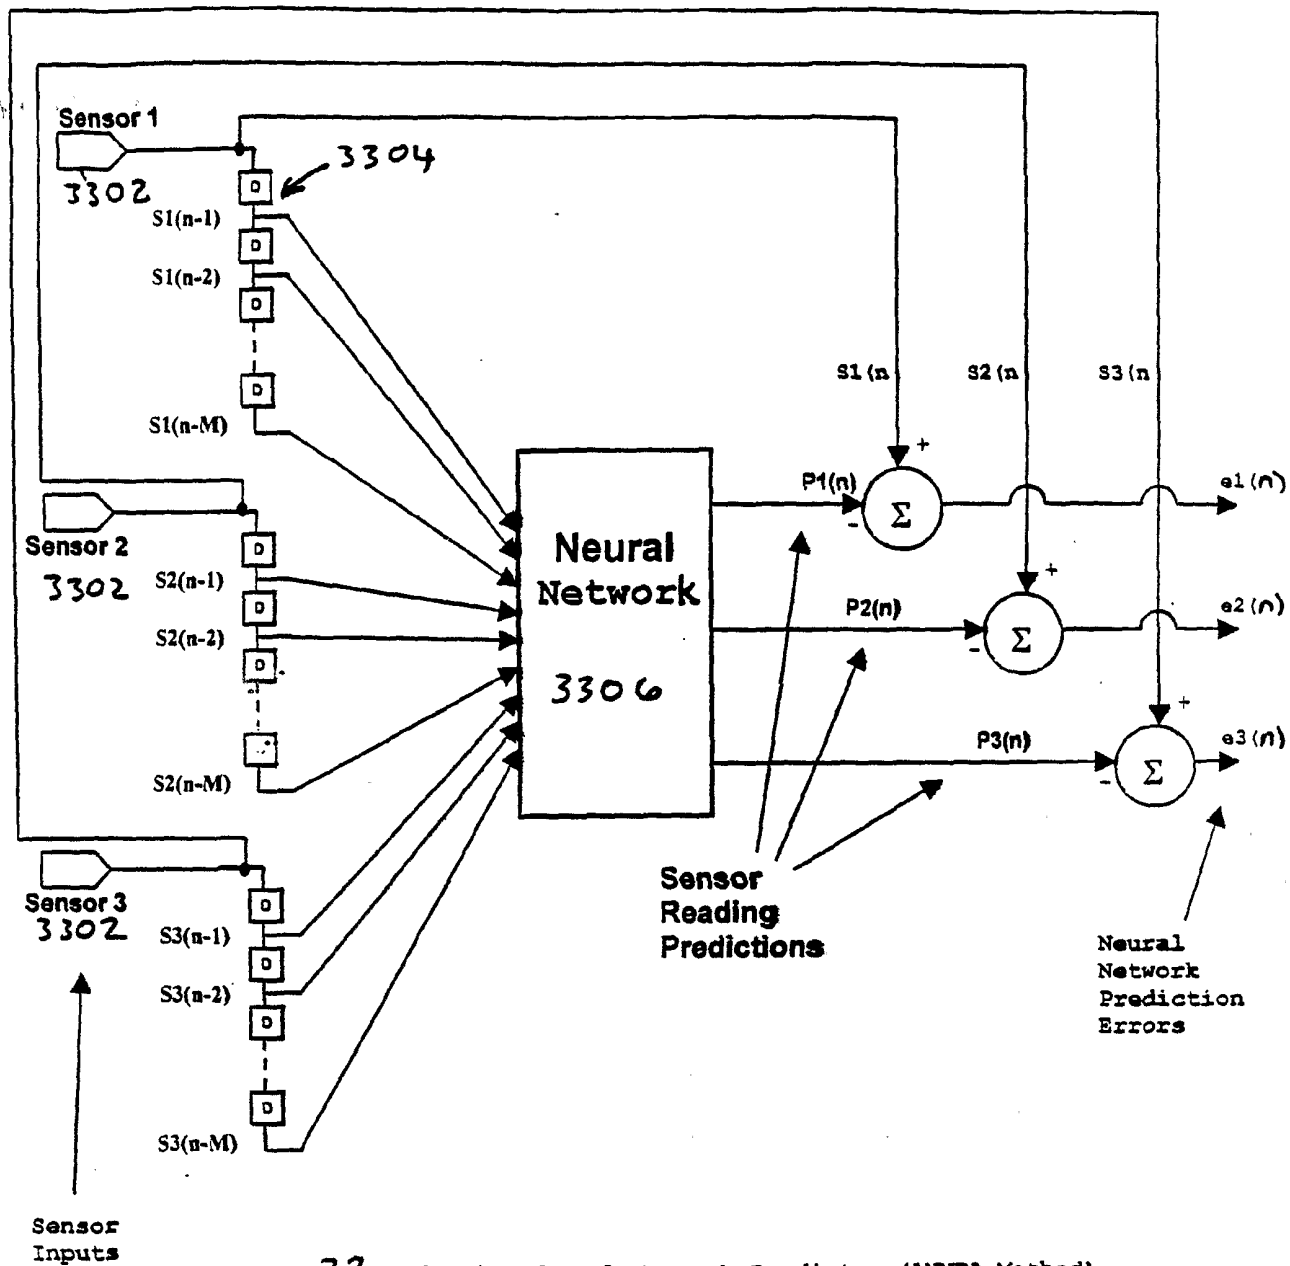 Sensor 1
3302
3304
D
S1(n-1)
D
S1(n-2)
D
D
S1(n-M)
S1(n
S2(n
S3(n
+
Sensor 2
3302
D
S2(n-1)
D
S2(n-2)
D
S2(n-M)
Neural
Network
3306
P1(n)
-
Σ
e1(n)
+
P2(n)
-
Σ
e2(n)
+
P3(n)
-
Σ
e3(n)
Sensor 3
3302
D
S3(n-1)
D
S3(n-2)
D
D
S3(n-M)
Sensor
Reading
Predictions
Neural
Network
Prediction
Errors
Sensor
Inputs